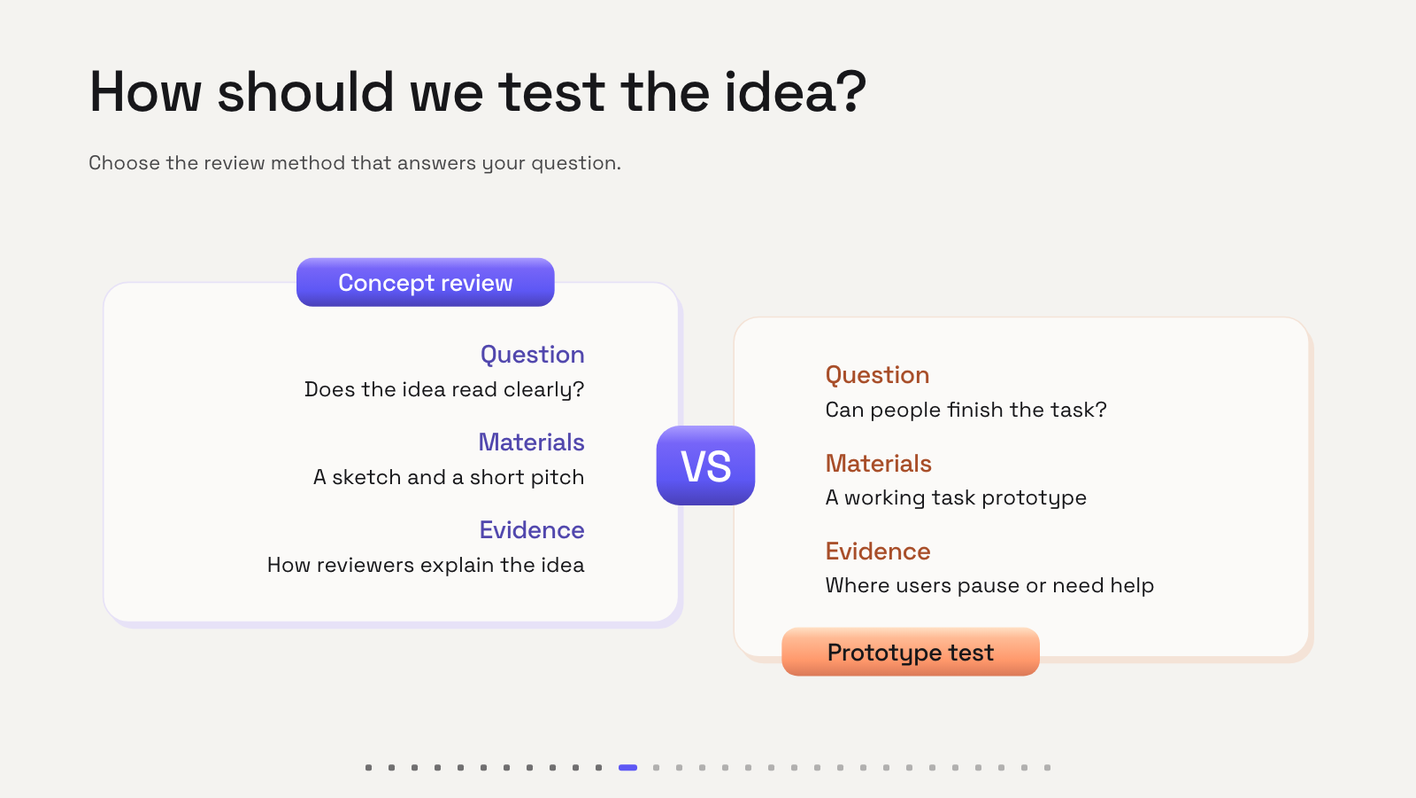 How should we test the idea?
Choose the review method that answers your question.
Concept review
Question
Does the idea read clearly?
Materials
A sketch and a short pitch
Evidence
How reviewers explain the idea
VS
Question
Can people finish the task?
Materials
A working task prototype
Evidence
Where users pause or need help
Prototype test